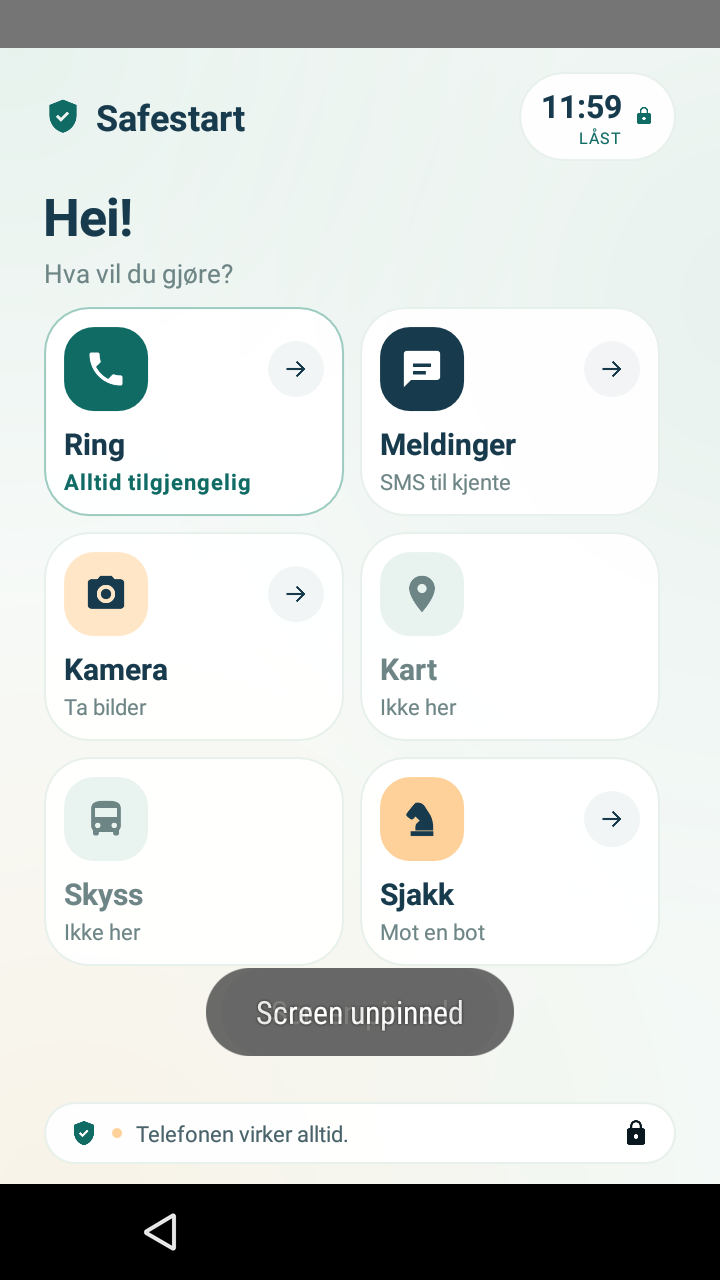 Safestart
11:59
LÅST
Hei!
Hva vil du gjøre?
Ring
Alltid tilgjengelig
Meldinger
SMS til kjente
Kamera
Ta bilder
Kart
Ikke her
Skyss
Ikke her
Sjakk
Mot en bot
Screen unpinned
Telefonen virker alltid.